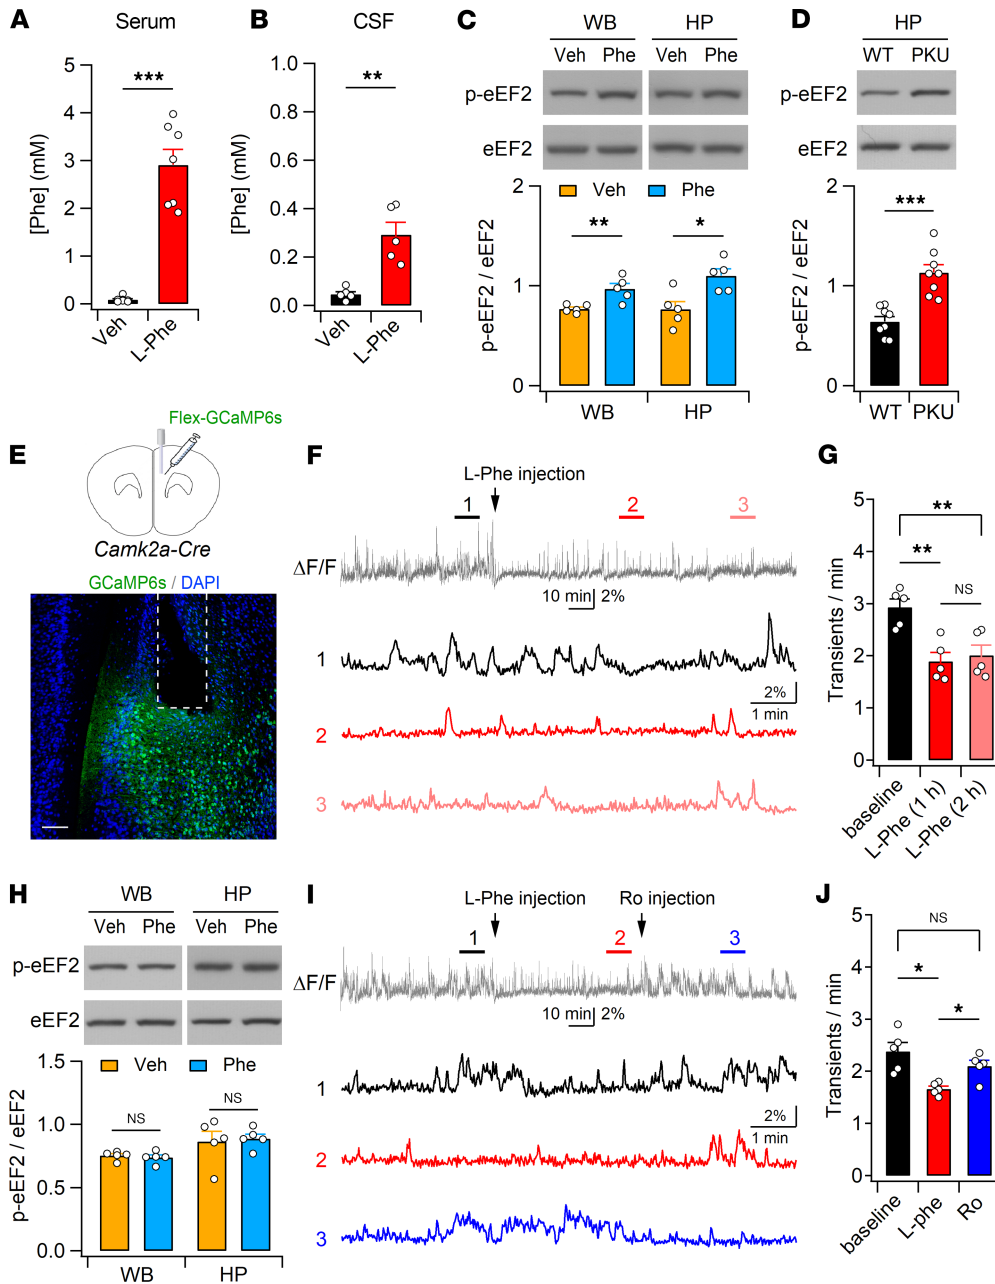 A Serum
[Phe] (mM)
5
4
3
2
1
0
***
Veh
L-Phe
B CSF
[Phe] (mM)
1.0
0.8
0.6
0.4
0.2
0.0
**
Veh
L-Phe
C WB HP
Veh Phe Veh Phe
p-eEF2
eEF2
Veh Phe
p-eEF2 / eEF2
2
1
0
** *
WB HP
D HP
WT PKU
p-eEF2
eEF2
p-eEF2 / eEF2
2
1
0
***
WT PKU
E
Flex-GCaMP6s
Camk2a-Cre
GCaMP6s / DAPI
F
L-Phe injection
1 2 3
ΔF/F
10 min 2%
1
2%
1 min
2
3
G
Transients / min
5
4
3
2
1
0
**
** NS
baseline
L-Phe (1 h)
L-Phe (2 h)
H WB HP
Veh Phe Veh Phe
p-eEF2
eEF2
Veh Phe
p-eEF2 / eEF2
1.5
1.0
0.5
0.0
NS NS
WB HP
I
L-Phe injection Ro injection
1 2 3
ΔF/F
10 min 2%
1
2%
1 min
2
3
J
Transients / min
5
4
3
2
1
0
NS
* *
baseline
L-phe
Ro